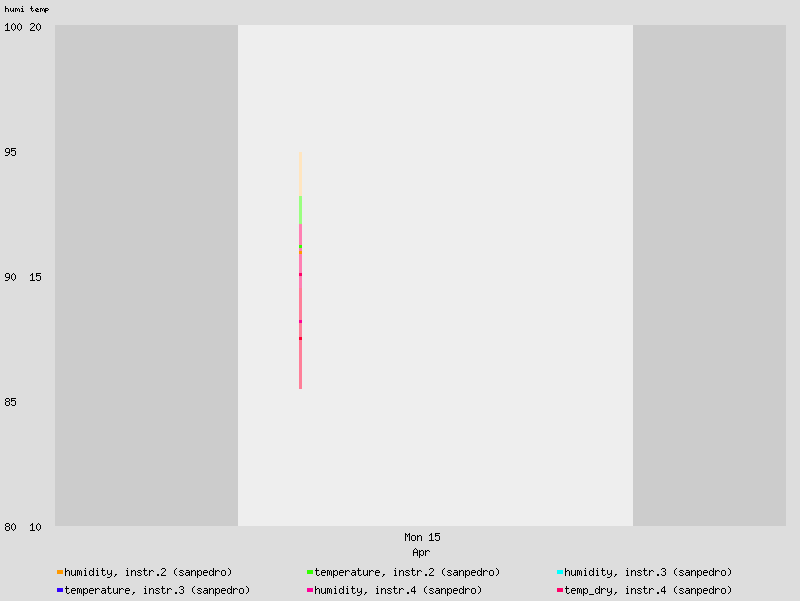 humi temp
100 20
95
90 15
85
80 10
Mon 15
Apr
humidity, instr.2 (sanpedro) temperature, instr.2 (sanpedro) humidity, instr.3 (sanpedro)
temperature, instr.3 (sanpedro) humidity, instr.4 (sanpedro) temp_dry, instr.4 (sanpedro)